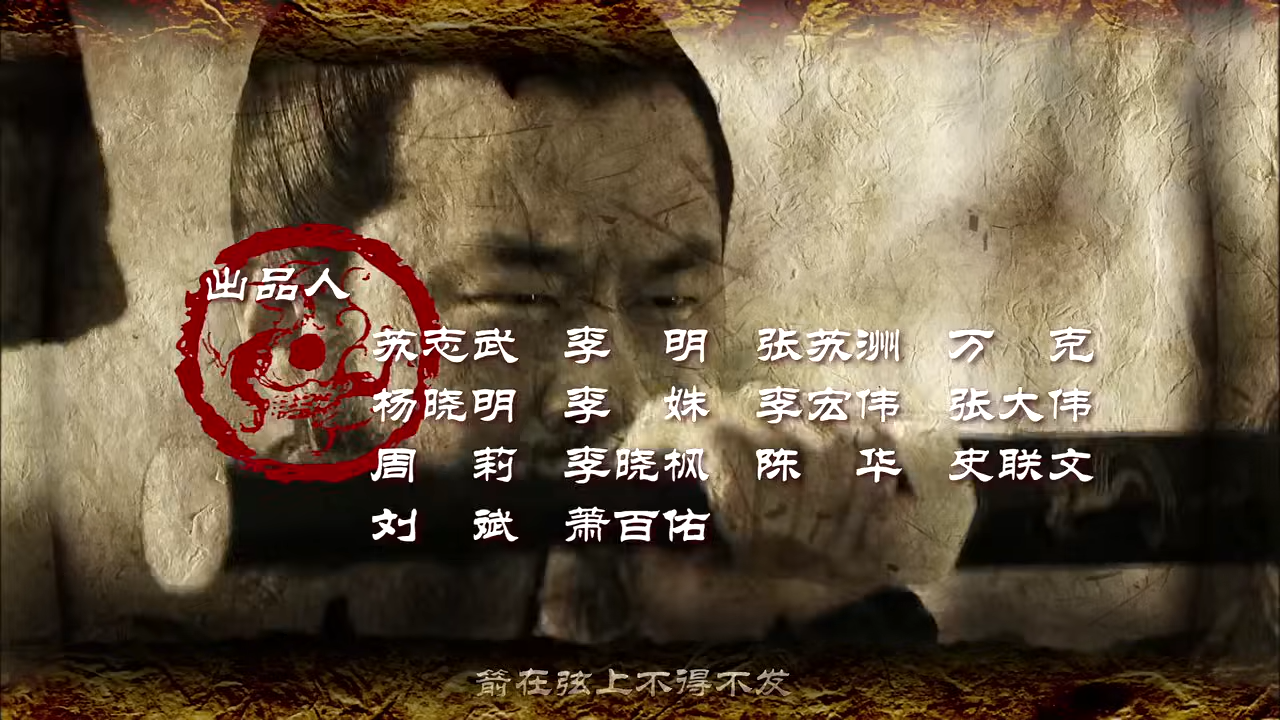 出品人
苏志武 李明 张苏洲 万克
杨晓明 李姝 李宏伟 张大伟
周莉 李晓枫 陈华 史联文
刘斌 萧百佑
箭在弦上不得不发